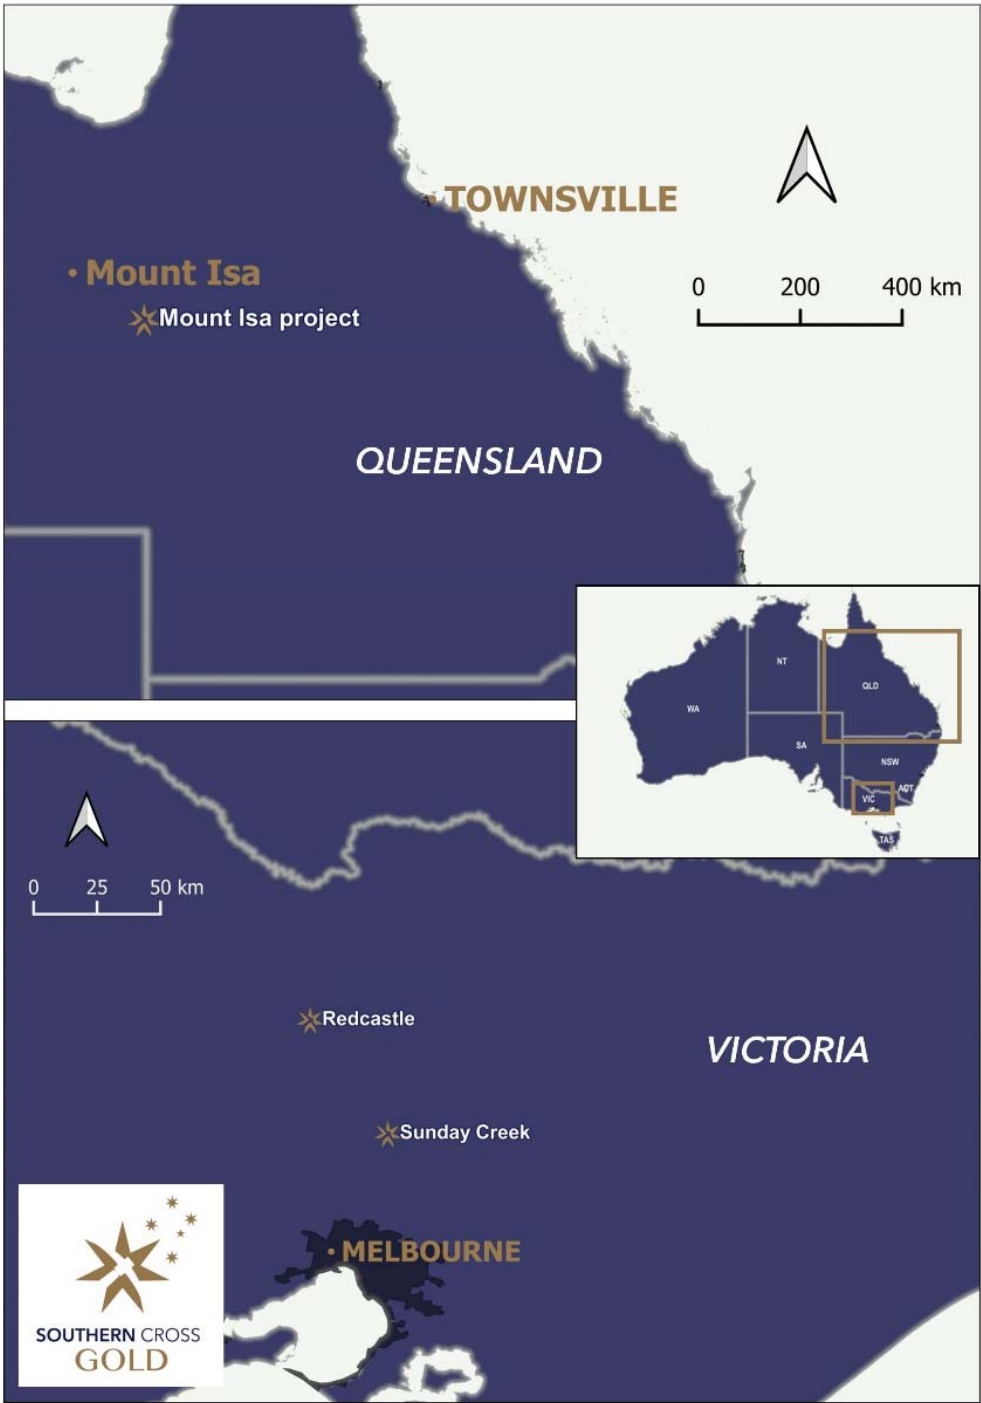 TOWNSVILLE
Mount Isa
Mount Isa project
0 200 400 km
QUEENSLAND
NT
QLD
WA
SA
NSW
ACT
VIC
TAS
0 25 50 km
Redcastle
VICTORIA
Sunday Creek
MELBOURNE
SOUTHERN CROSS
GOLD